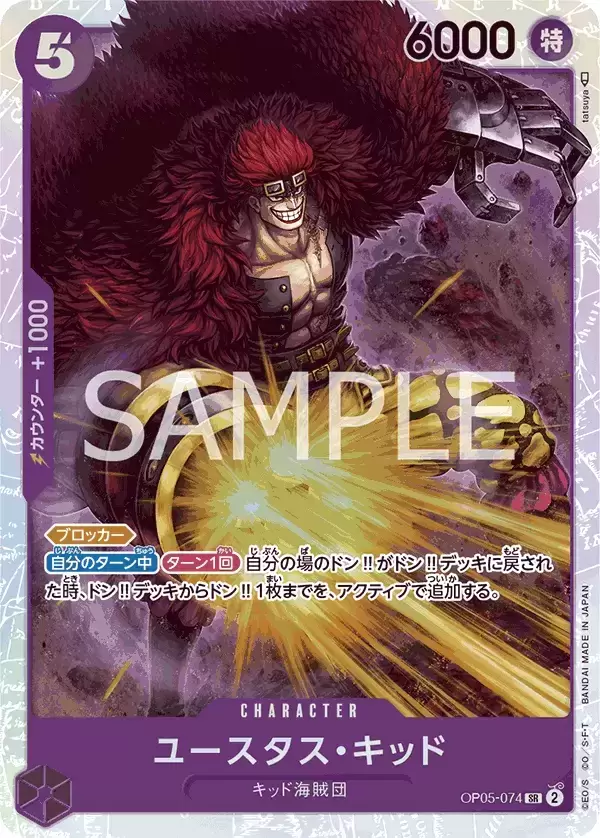 5
6000 特
tatsuya
カウンター +1000
SAMPLE
ブロッカー
自分のターン中 ターン1回 自分の場のドン!!がドン!!デッキに戻され
た時、ドン!!デッキからドン!!1枚までを、アクティブで追加する。
CHARACTER
ユースタス・キッド
キッド海賊団
OP05-074 SR 2
©E.O/S ©O/S・F・T BANDAI MADE IN JAPAN